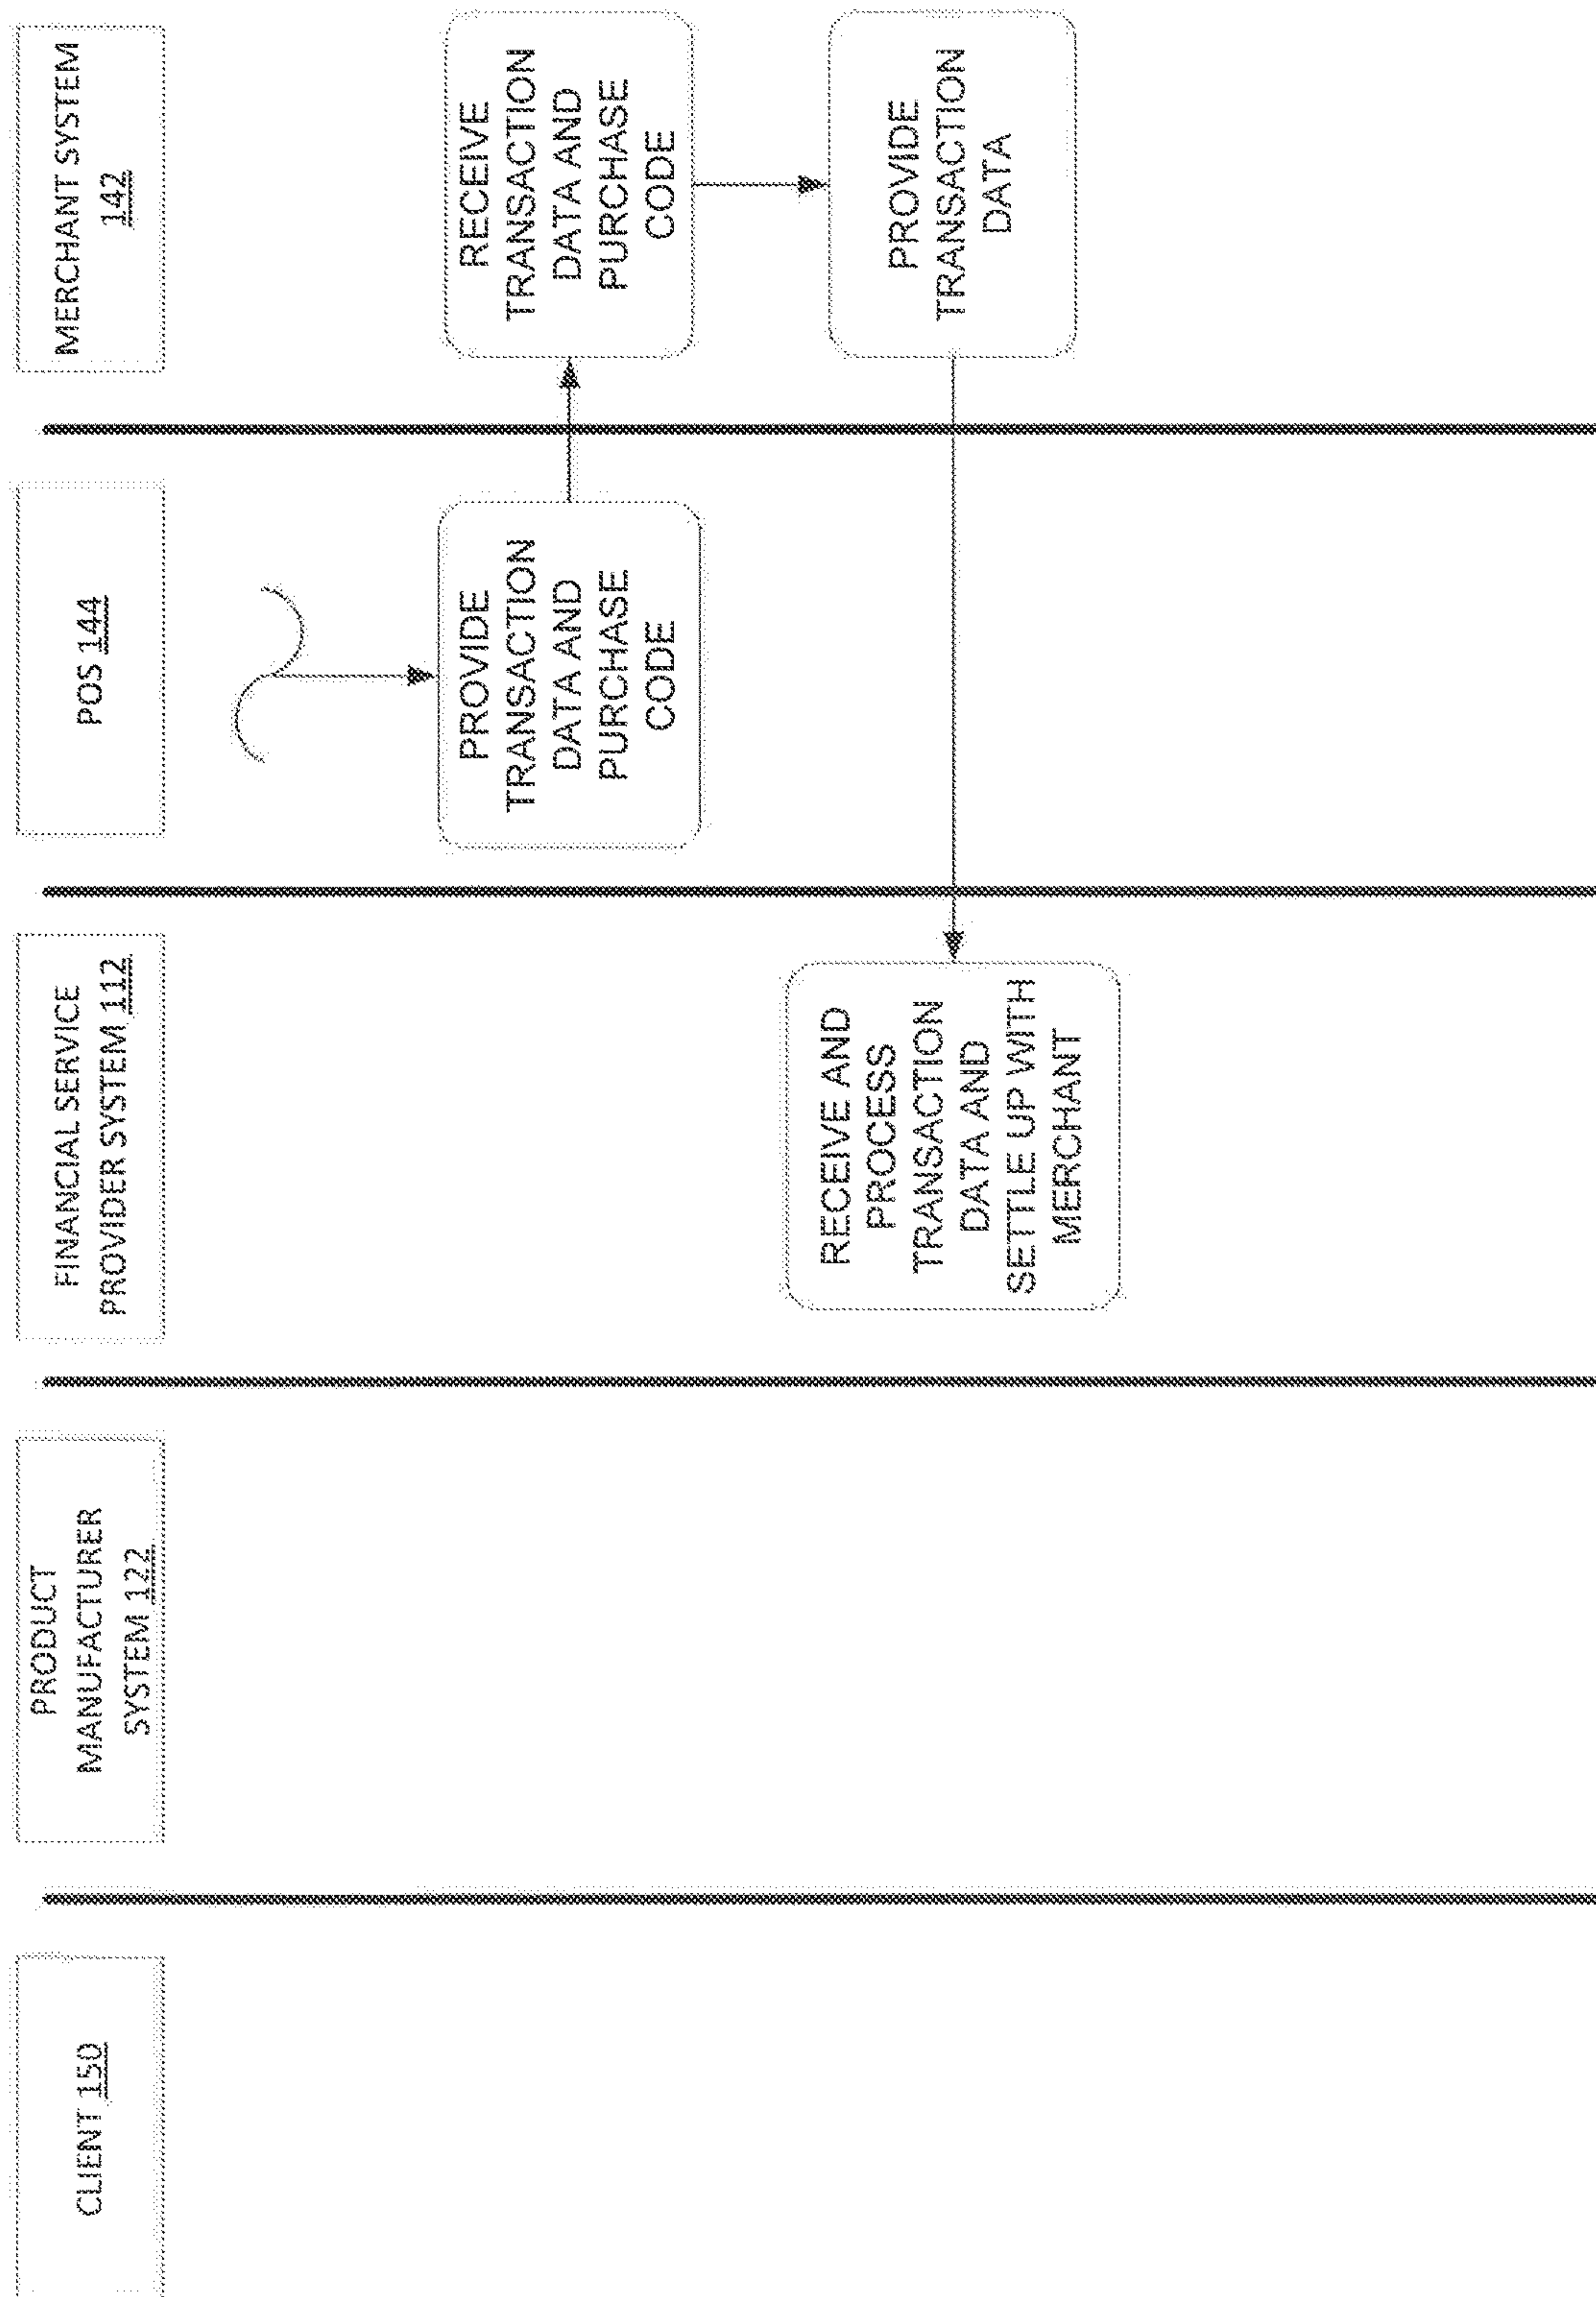 CLIENT 150
PRODUCT
MANUFACTURER
SYSTEM 122
FINANCIAL SERVICE
PROVIDER SYSTEM 112
POS 144
MERCHANT SYSTEM
142
PROVIDE
TRANSACTION
DATA AND
PURCHASE
CODE
RECEIVE
TRANSACTION
DATA AND
PURCHASE
CODE
RECEIVE AND
PROCESS
TRANSACTION
DATA AND
SETTLE UP WITH
MERCHANT
PROVIDE
TRANSACTION
DATA